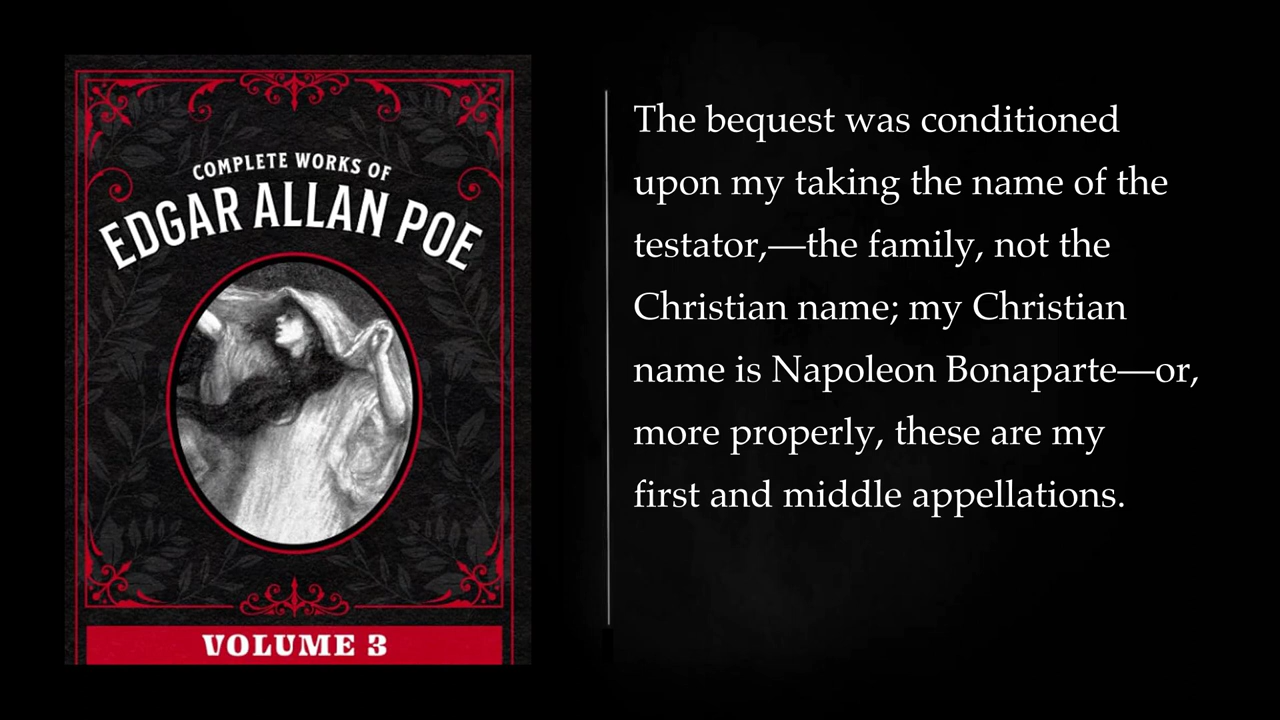 COMPLETE WORKS OF
EDGAR ALLAN POE
VOLUME 3
The bequest was conditioned
upon my taking the name of the
testator,—the family, not the
Christian name; my Christian
name is Napoleon Bonaparte—or,
more properly, these are my
first and middle appellations.